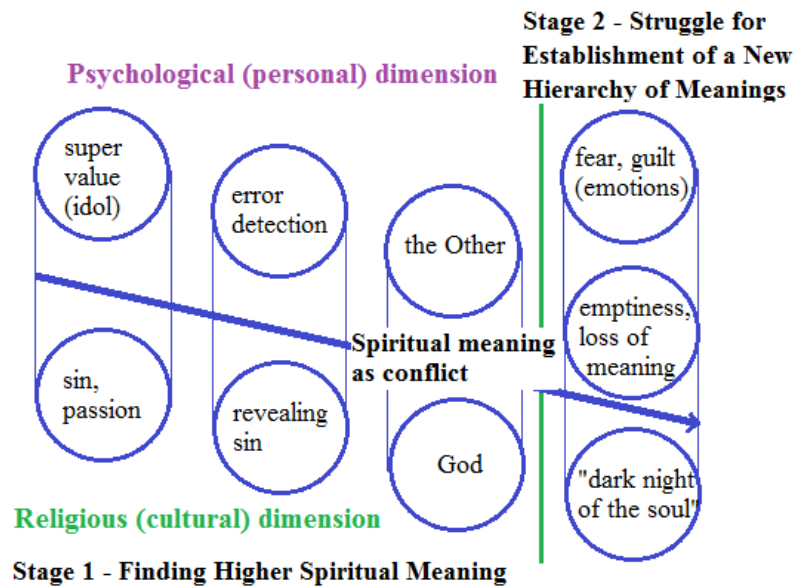 Stage 2 - Struggle for
Establishment of a New
Hierarchy of Meanings
Psychological (personal) dimension
super
value
(idol)
error
detection
the Other
fear, guilt
(emotions)
emptiness,
loss of
meaning
Spiritual meaning
as conflict
sin,
passion
revealing
sin
God
"dark night
of the soul"
Religious (cultural) dimension
Stage 1 - Finding Higher Spiritual Meaning